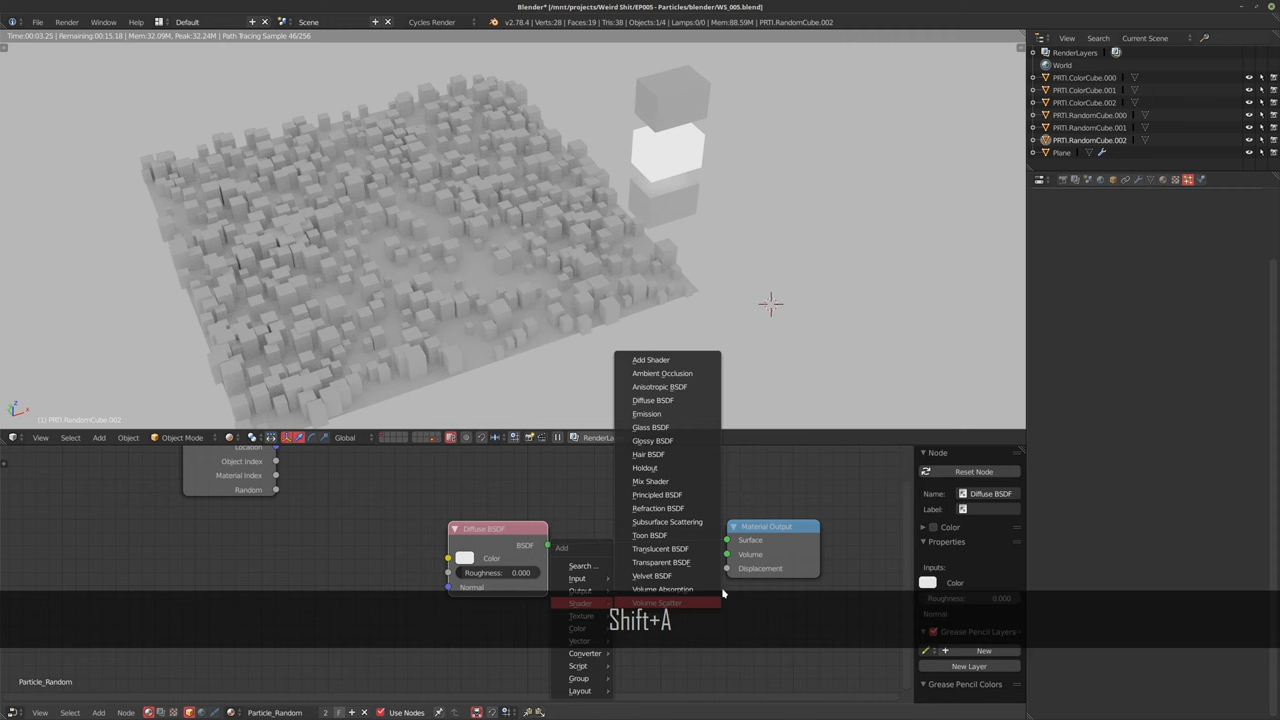 Blender* [/mnt/projects/Weird Shit/EP005 - Particles/blender/WS_005.blend]
File Render Window Help Default Scene Cycles Render v2.78.4 | Verts:28 | Faces:19 | Tris:38 | Objects:1/4 | Lamps:0/0 | Mem:88.59M | PRTI.RandomCube.002
Time:00:03.25 | Remaining:00:15.18 | Mem:32.09M, Peak:32.24M | Path Tracing Sample 46/256
View Search Current Scene
RenderLayers
World
PRTI.ColorCube.000
PRTI.ColorCube.001
PRTI.ColorCube.002
PRTI.RandomCube.000
PRTI.RandomCube.001
PRTI.RandomCube.002
Plane
(1) PRTI.RandomCube.002
View Select Add Object Object Mode Global RenderLa
Location
Object Index
Material Index
Random
Diffuse BSDF
BSDF
Color
Roughness: 0.000
Normal
Add
Search ...
Input
Output
Shader
Texture
Color
Vector
Converter
Script
Group
Layout
Add Shader
Ambient Occlusion
Anisotropic BSDF
Diffuse BSDF
Emission
Glass BSDF
Glossy BSDF
Hair BSDF
Holdout
Mix Shader
Principled BSDF
Refraction BSDF
Subsurface Scattering
Toon BSDF
Translucent BSDF
Transparent BSDF
Velvet BSDF
Volume Absorption
Volume Scatter
Shift+A
Material Output
Surface
Volume
Displacement
Node
Reset Node
Name: Diffuse BSDF
Label:
Color
Properties
Inputs:
Color
Roughness: 0.000
Normal
Grease Pencil Layers
New
New Layer
Grease Pencil Colors
Particle_Random
View Select Add Node Particle_Random 2 F Use Nodes